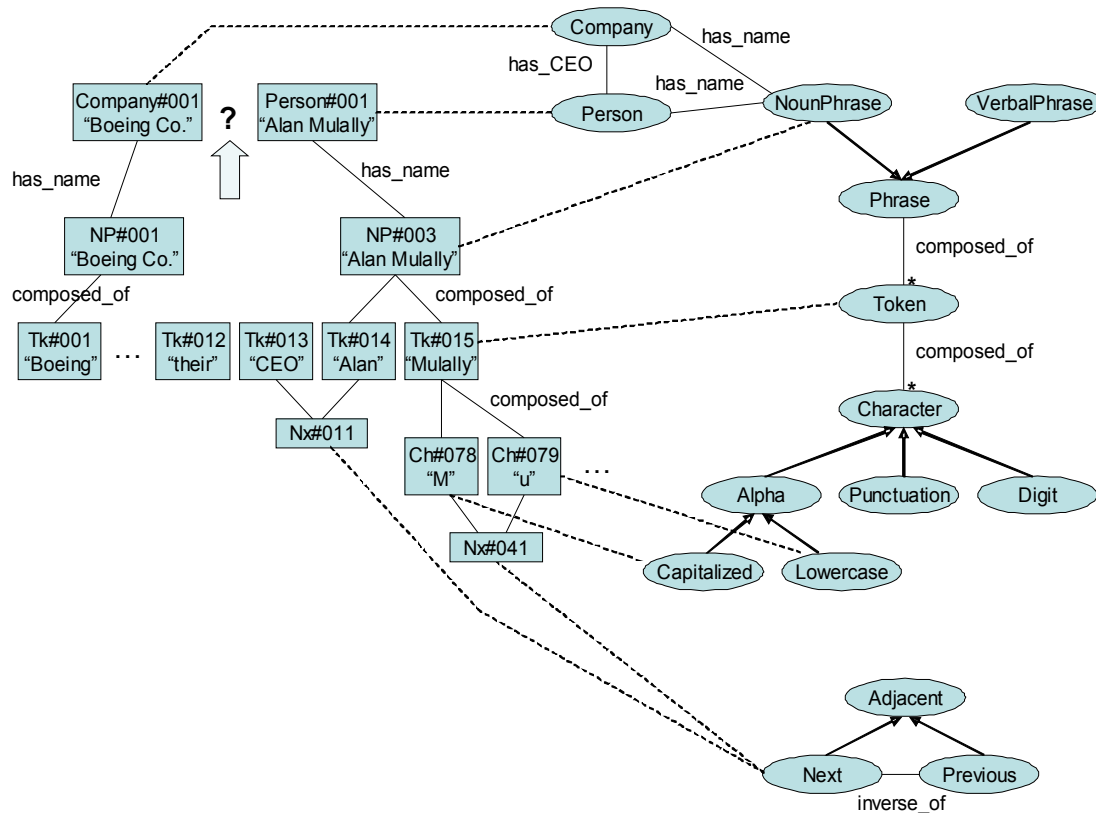 Company
has_name
has_CEO
Company#001
“Boeing Co.”
?
Person#001
“Alan Mulally”
has_name
Person
NounPhrase
VerbalPhrase
has_name
has_name
Phrase
NP#001
“Boeing Co.”
NP#003
“Alan Mulally”
composed_of
composed_of
composed_of
*
Token
Tk#001
“Boeing”
...
Tk#012
“their”
Tk#013
“CEO”
Tk#014
“Alan”
Tk#015
“Mulally”
composed_of
composed_of
*
Character
Nx#011
Ch#078
“M”
Ch#079
“u”
...
Alpha
Punctuation
Digit
Nx#041
Capitalized
Lowercase
Adjacent
Next
Previous
inverse_of